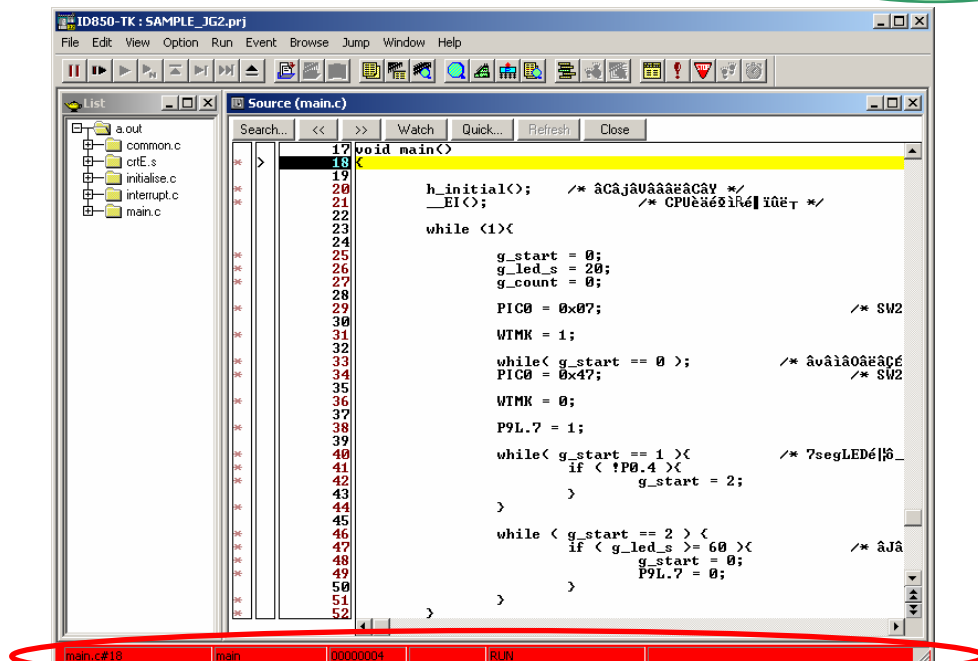 ID850-TK : SAMPLE_JG2.prj
File Edit View Option Run Event Browse Jump Window Help
List
a.out
common.c
crtE.s
initialise.c
interrupt.c
main.c
Source (main.c)
Search... << >> Watch Quick... Refresh Close
17 void main()
> 18 {
19
* 20 h_initial(); /* */
* 21 __EI(); /* CPU */
22
23 while (1){
24
* 25 g_start = 0;
* 26 g_led_s = 20;
* 27 g_count = 0;
28
* 29 PIC0 = 0x07; /* SW2
30
* 31 WTMK = 1;
32
* 33 while( g_start == 0 ); /*
* 34 PIC0 = 0x47; /* SW2
35
* 36 WTMK = 0;
37
* 38 P9L.7 = 1;
39
* 40 while( g_start == 1 ){ /* 7segLED
* 41 if ( !P0.4 ){
* 42 g_start = 2;
43 }
* 44 }
45
* 46 while ( g_start == 2 ) {
* 47 if ( g_led_s >= 60 ){ /*
* 48 g_start = 0;
* 49 P9L.7 = 0;
50 }
* 51 }
* 52 }
main.c#18 main 00000004 RUN